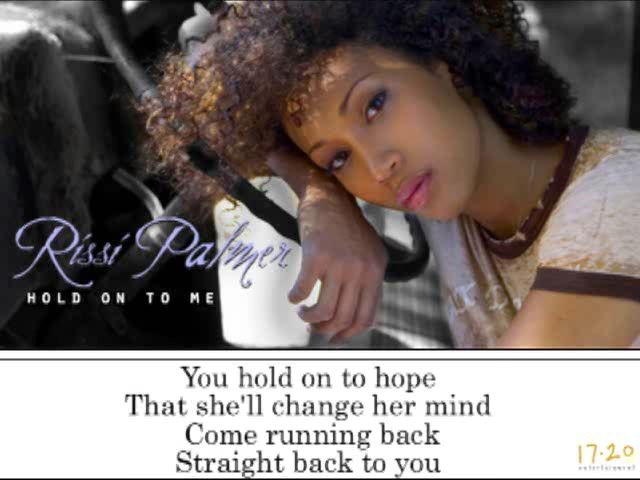 Rissi Palmer
HOLD ON TO ME
You hold on to hope
That she'll change her mind
Come running back
Straight back to you
17·20
entertainment